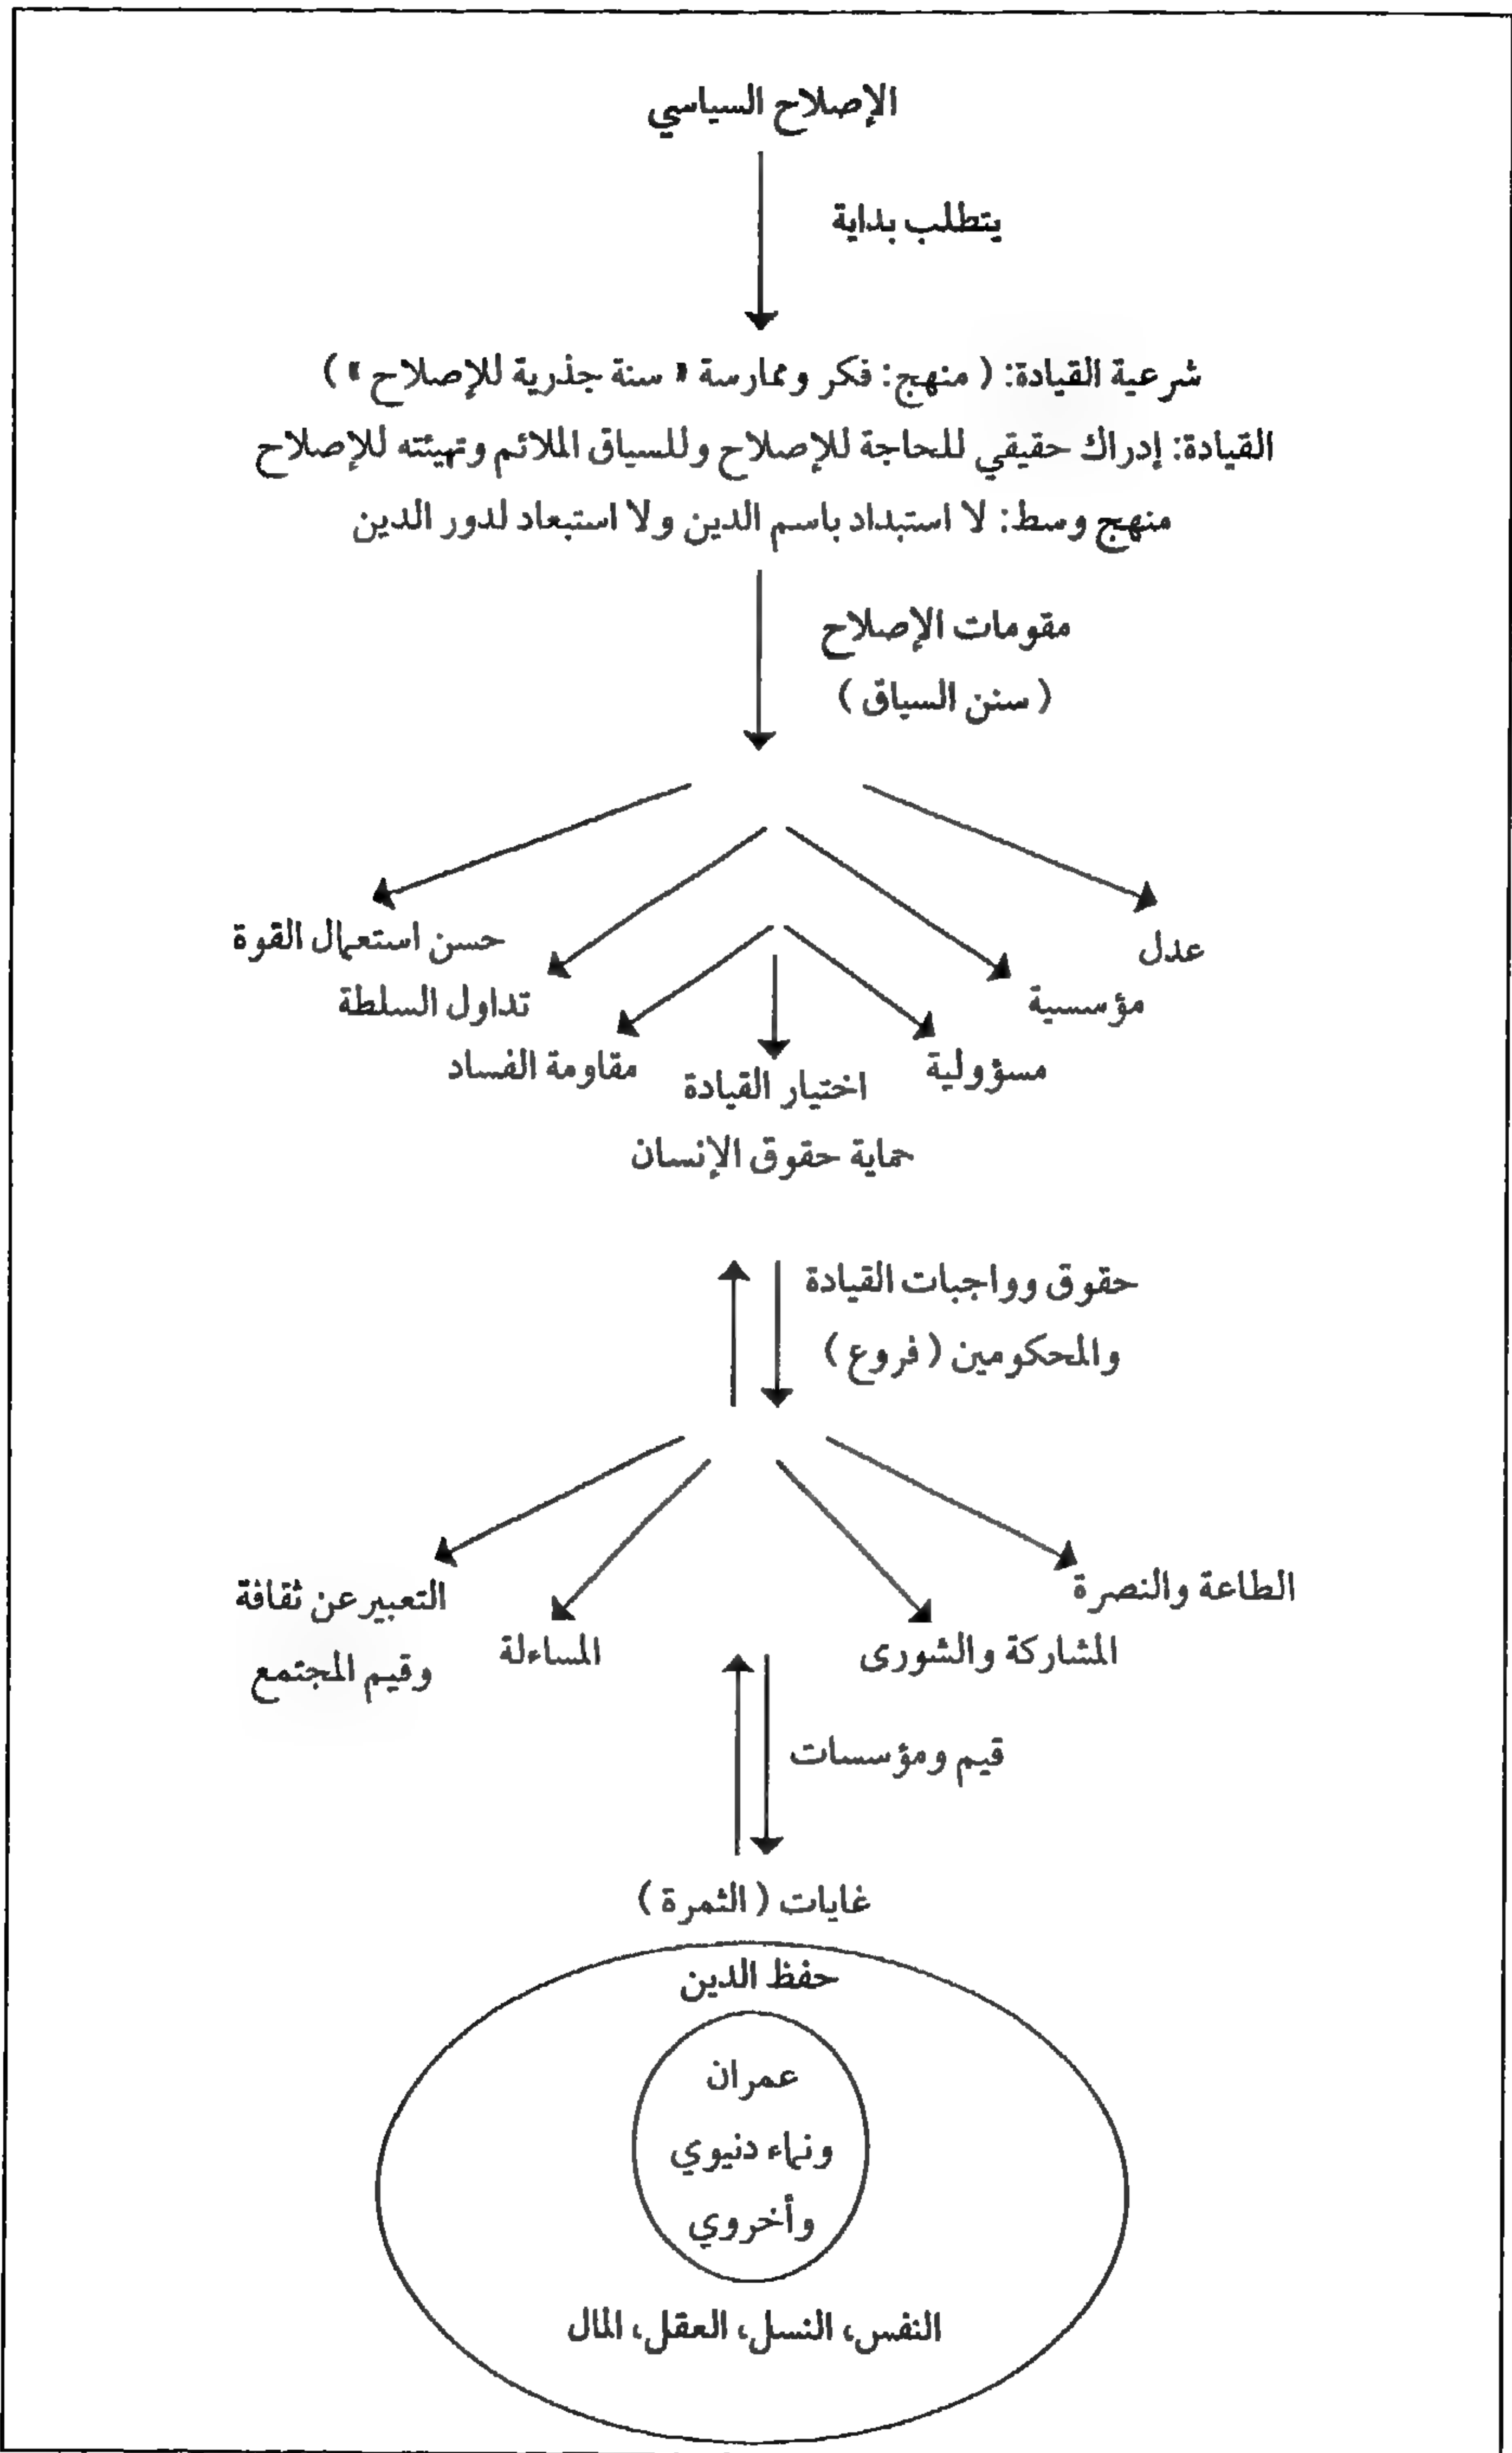 الإصلاح السياسي
يتطلب بداية
شرعية القيادة: ( منهج: فكر وممارسة « سنة جذرية للإصلاح » )
القيادة: إدراك حقيقي للحاجة للإصلاح وللسياق الملائم وتهيئته للإصلاح
منهج وسط: لا استبداد باسم الدين ولا استبعاد لدور الدين
مقومات الإصلاح
( سنن السياق )
عدل
حسن استعمال القوة
مؤسسية
تداول السلطة
مسؤولية
اختيار القيادة
مقاومة الفساد
حماية حقوق الإنسان
حقوق وواجبات القيادة
والمحكومين ( فروع )
الطاعة والنصرة
المشاركة والشورى
المساءلة
التعبير عن ثقافة
وقيم المجتمع
قيم ومؤسسات
غايات ( الثمرة )
حفظ الدين
عمران
ونماء دنيوي
وأخروي
النفس، النسل، العقل، المال